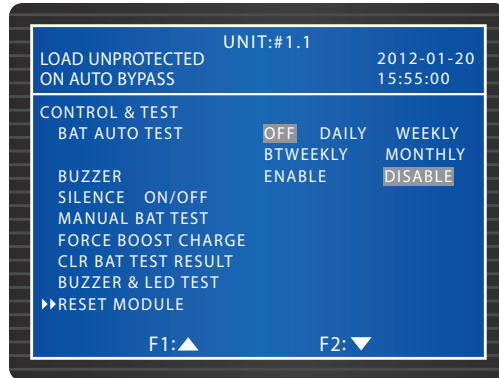 UNIT:#1.1
LOAD UNPROTECTED 2012-01-20
ON AUTO BYPASS 15:55:00
CONTROL & TEST
BAT AUTO TEST OFF DAILY WEEKLY
BTWEEKLY MONTHLY
BUZZER ENABLE DISABLE
SILENCE ON/OFF
MANUAL BAT TEST
FORCE BOOST CHARGE
CLR BAT TEST RESULT
BUZZER & LED TEST
RESET MODULE
F1:▲ F2:▼